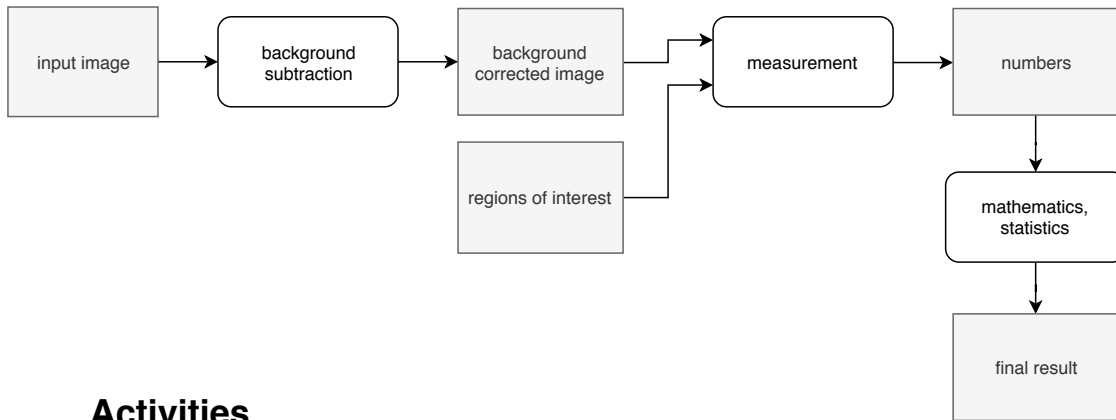 input image
background
subtraction
background
corrected image
measurement
numbers
regions of interest
mathematics,
statistics
final result
Activities